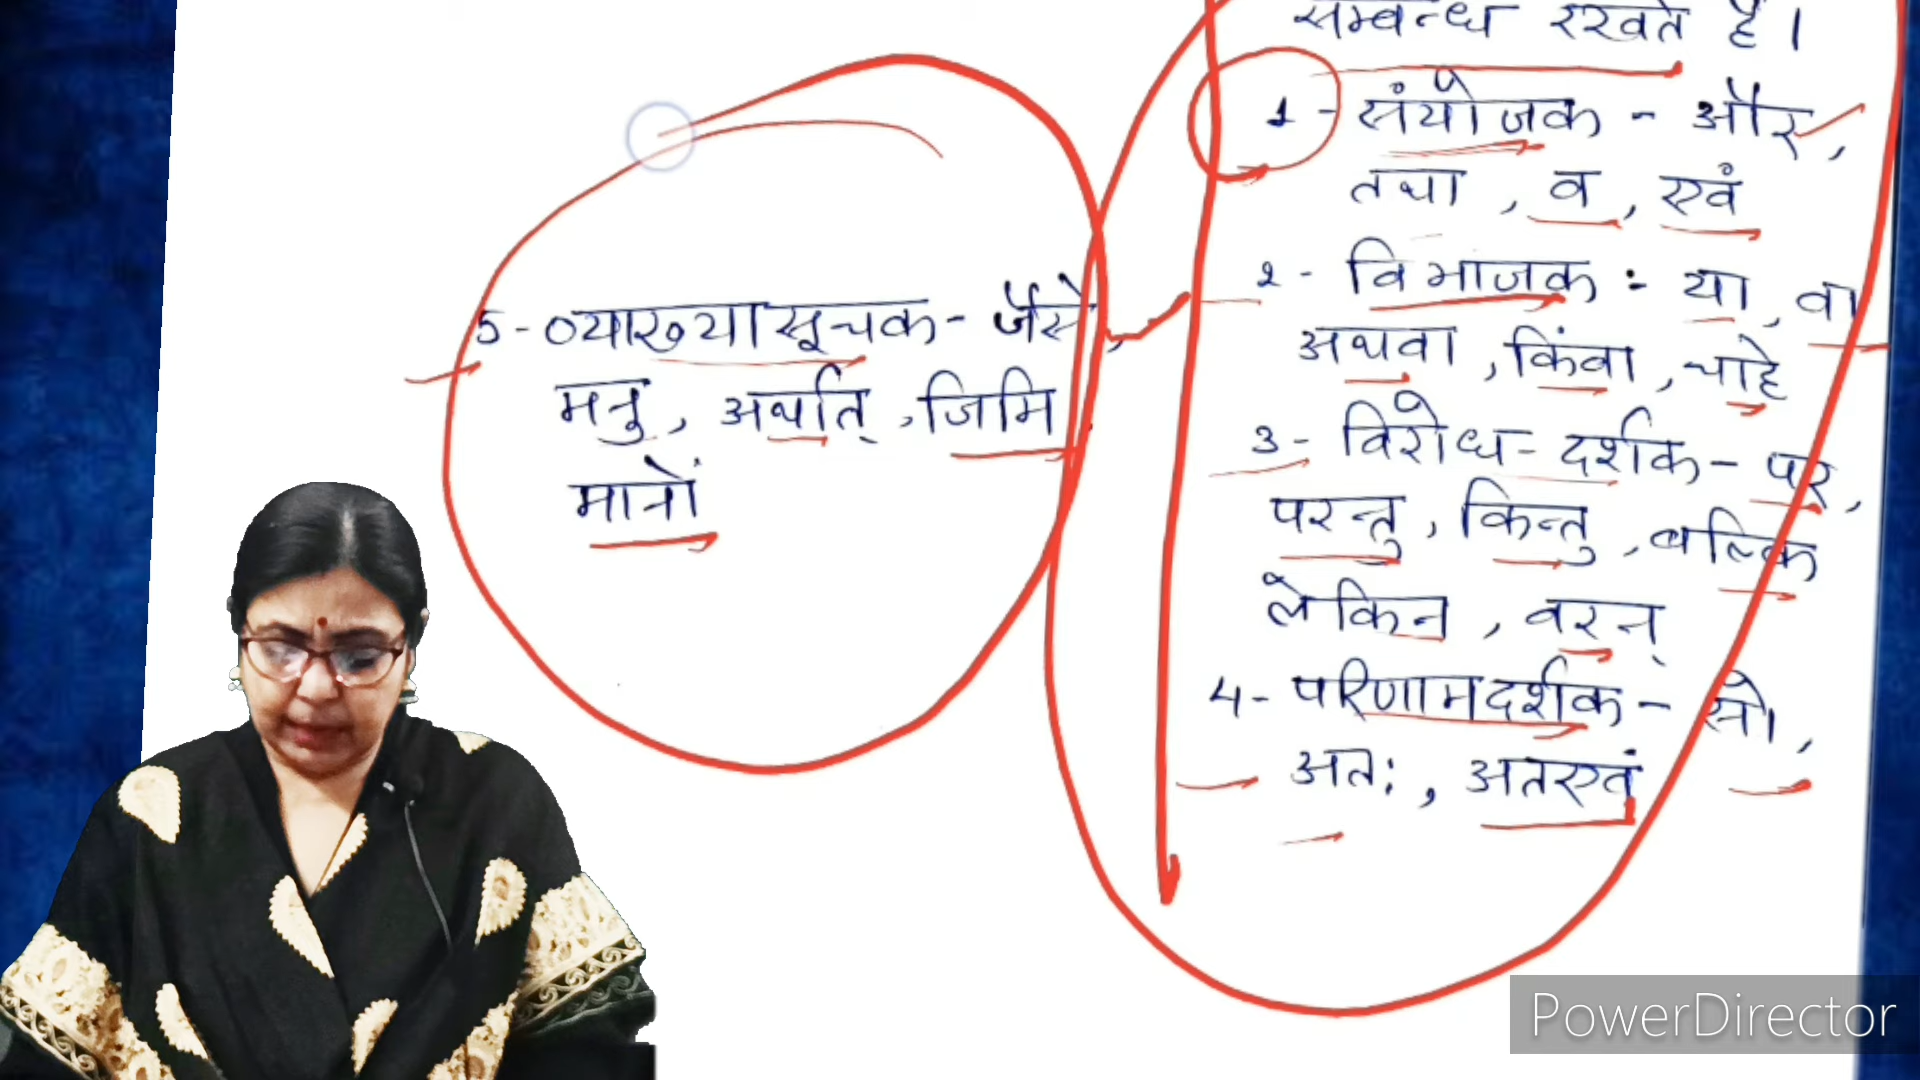 सम्बन्ध रखते हैं।
1 - संयोजक - और,
तथा, व, एवं
2 - विभाजक :- या, वा
अथवा, किंवा, चाहे
3 - विरोध-दर्शक - पर,
परन्तु, किन्तु, बल्कि
लेकिन, वरन्
4 - परिणामदर्शक - सो,
अतः, अतएवं
5 - व्याख्यासूचक - जैसे,
मनु, अर्थात्, जिमि
मानों
PowerDirector